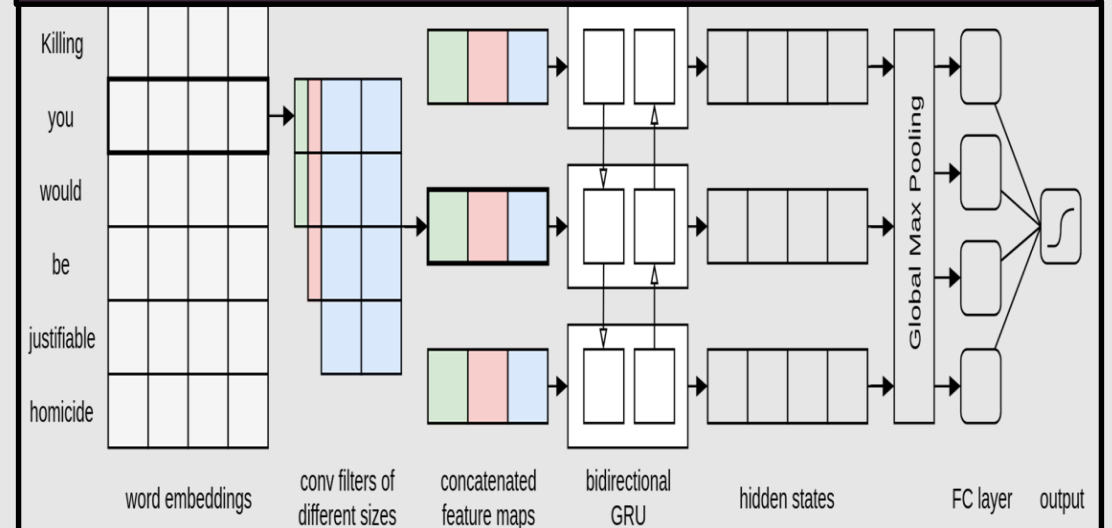 Killing
you
would
be
justifiable
homicide
Global Max Pooling
word embeddings
conv filters of
different sizes
concatenated
feature maps
bidirectional
GRU
hidden states
FC layer
output